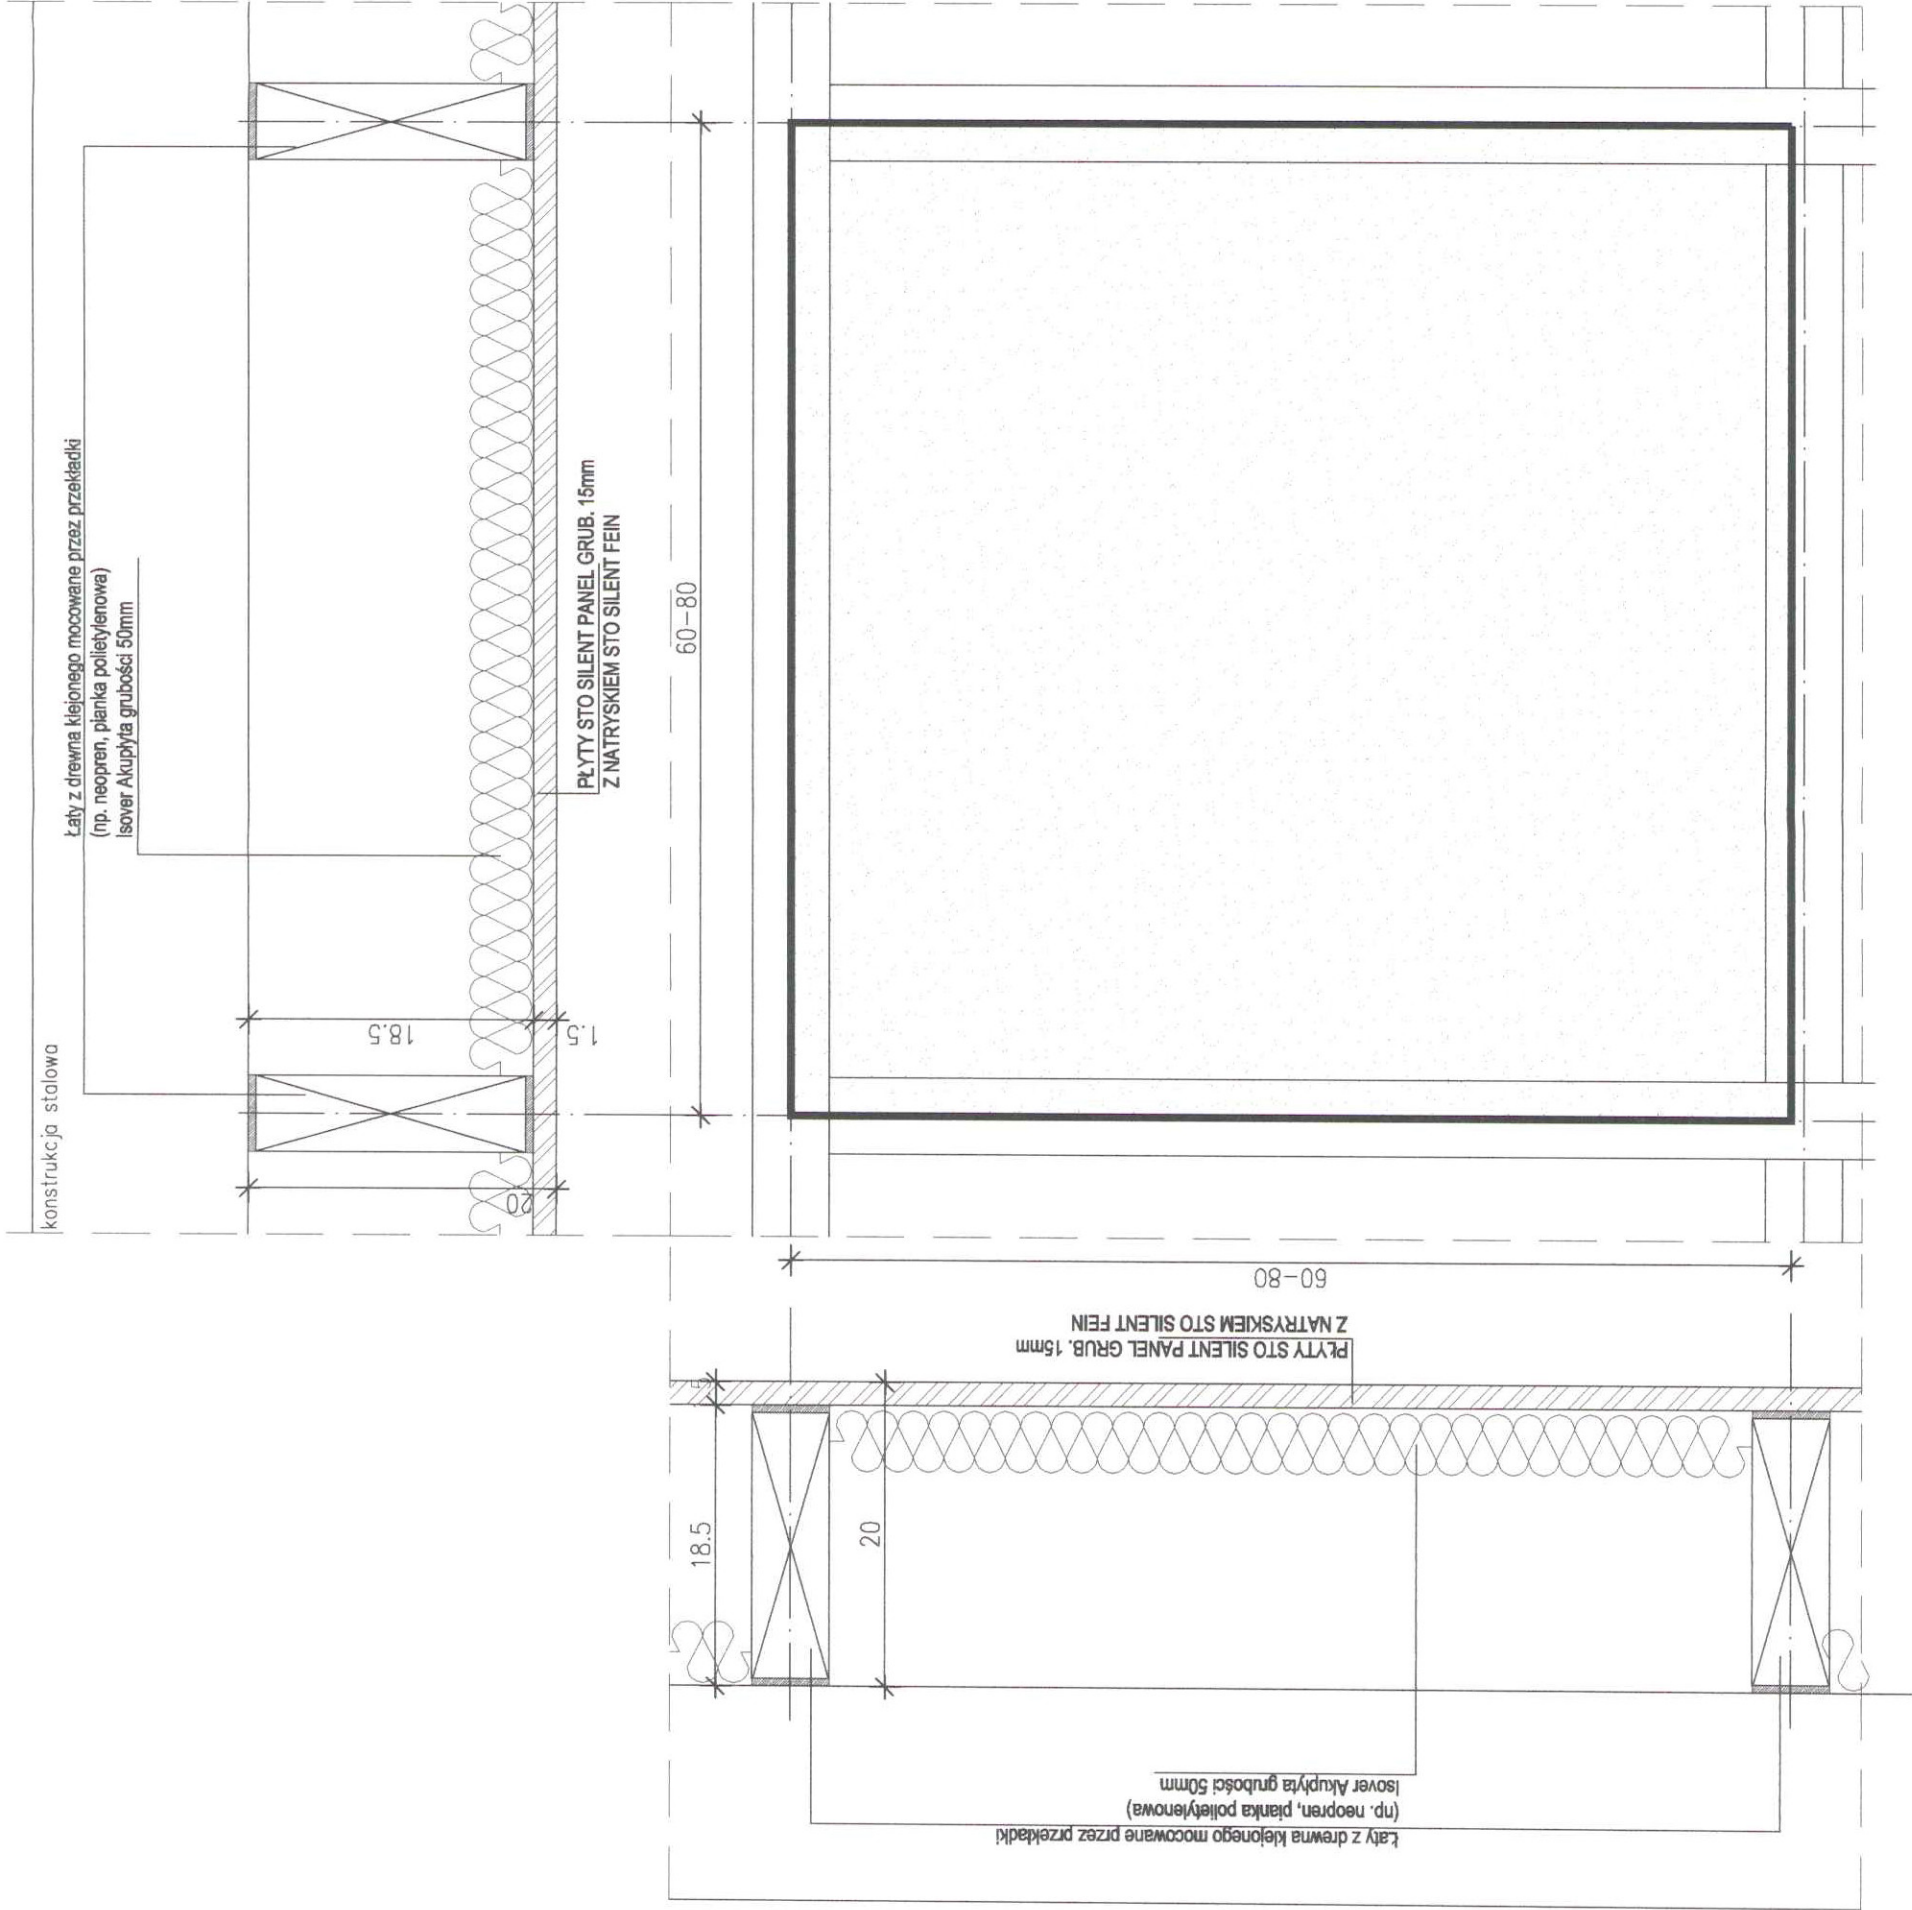 konstrukcja stalowa
Łaty z drewna klejonego mocowane przez przekładki
(np. neopren, pianka polietylenowa)
Isover Akupłyta grubości 50mm
18.5
1.5
20
PŁYTY STO SILENT PANEL GRUB. 15mm
Z NATRYSKIEM STO SILENT FEIN
60-80
60-80
PŁYTY STO SILENT PANEL GRUB. 15mm
Z NATRYSKIEM STO SILENT FEIN
18.5
20
Łaty z drewna klejonego mocowane przez przekładki
(np. neopren, pianka polietylenowa)
Isover Akupłyta grubości 50mm